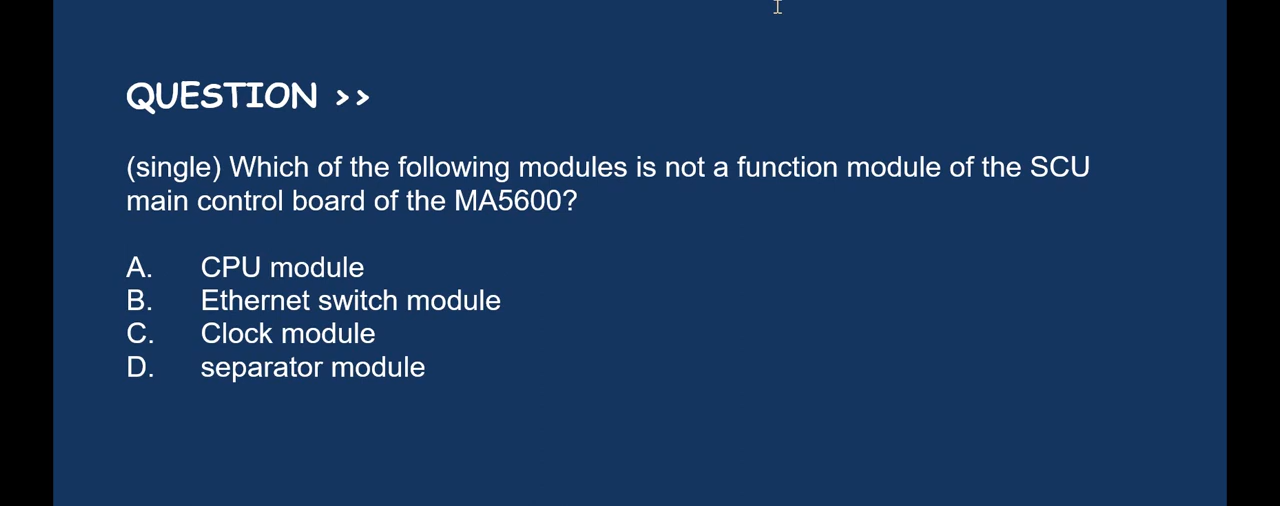 QUESTION >>
(single) Which of the following modules is not a function module of the SCU
main control board of the MA5600?
A. CPU module
B. Ethernet switch module
C. Clock module
D. separator module